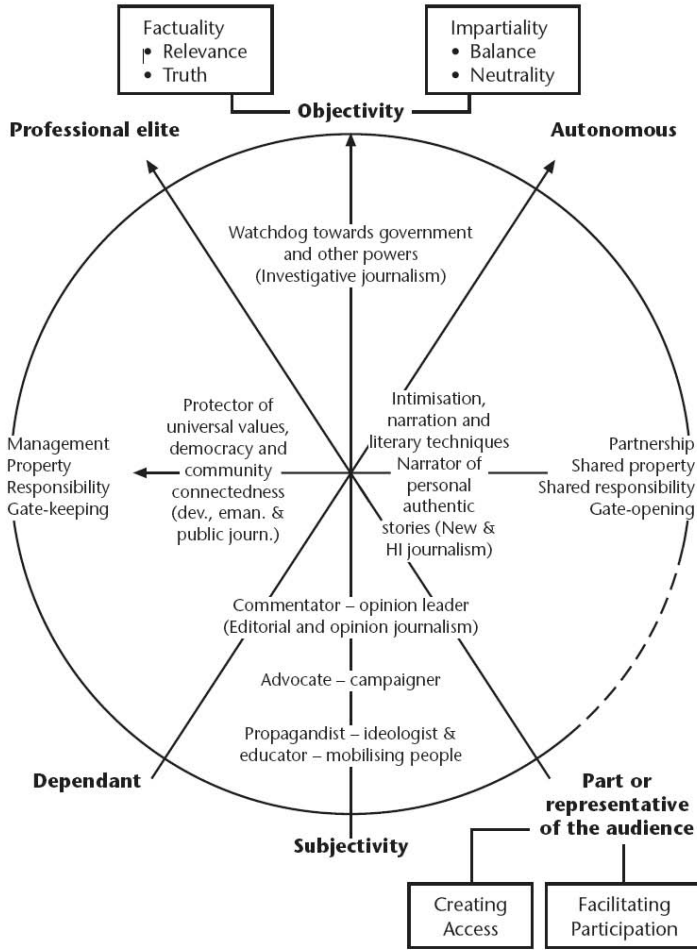 Factuality
• Relevance
• Truth
Impartiality
• Balance
• Neutrality
Objectivity
Professional elite
Autonomous
Watchdog towards government
and other powers
(Investigative journalism)
Protector of
universal values,
democracy and
community
connectedness
(dev., eman. &
public journ.)
Intimisation,
narration and
literary techniques
Narrator of
personal
authentic
stories (New &
HI journalism)
Management
Property
Responsibility
Gate-keeping
Partnership
Shared property
Shared responsibility
Gate-opening
Commentator – opinion leader
(Editorial and opinion journalism)
Advocate – campaigner
Propagandist – ideologist &
educator – mobilising people
Dependant
Subjectivity
Part or
representative
of the audience
Creating
Access
Facilitating
Participation